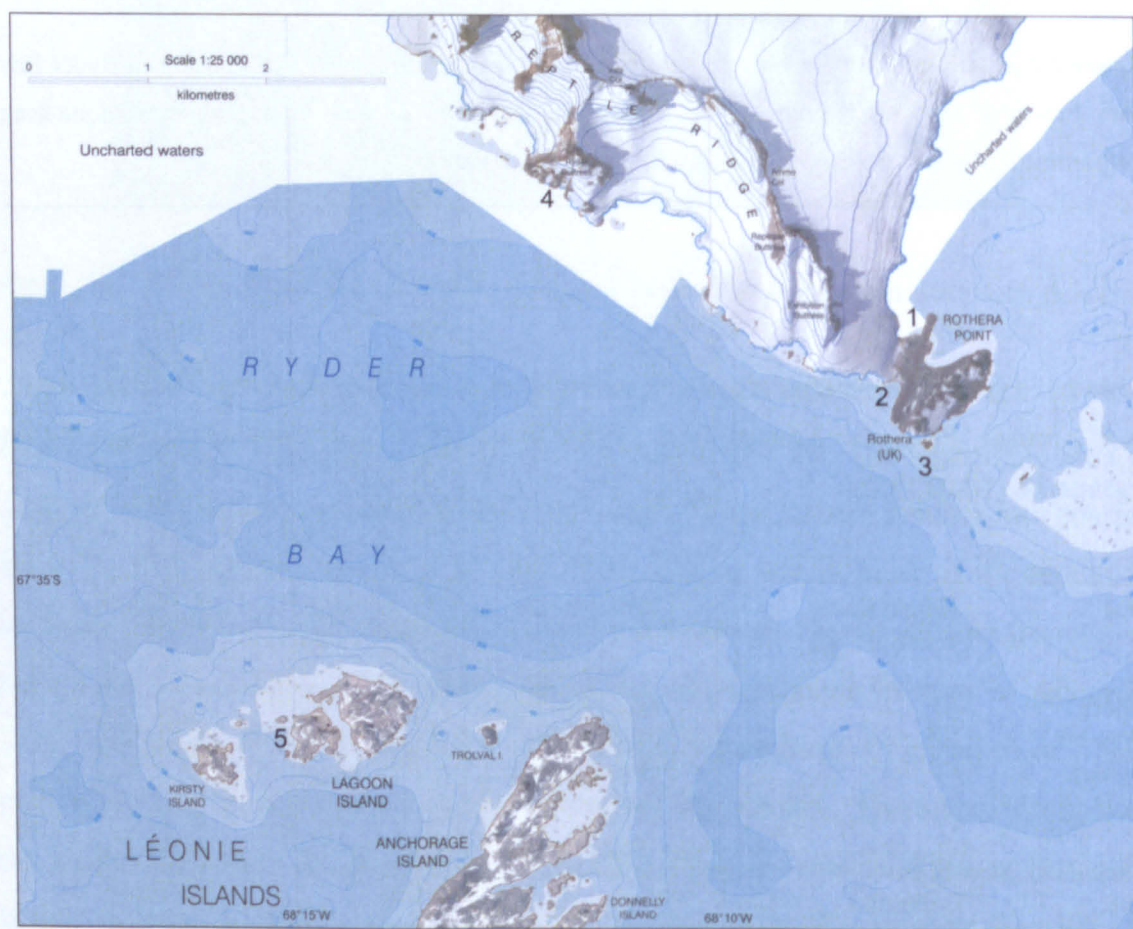 Scale 1:25 000
0 1 2
kilometres
Uncharted waters
Uncharted waters
R E S T L E
R I D G E
4
1
ROTHERA
POINT
2
Rothera
(UK)
3
R Y D E R
B A Y
67°35'S
5
KIRSTY
ISLAND
LAGOON
ISLAND
TROLVAL I.
ANCHORAGE
ISLAND
LÉONIE
ISLANDS
DONNELLY
ISLAND
68°15'W
68°10'W